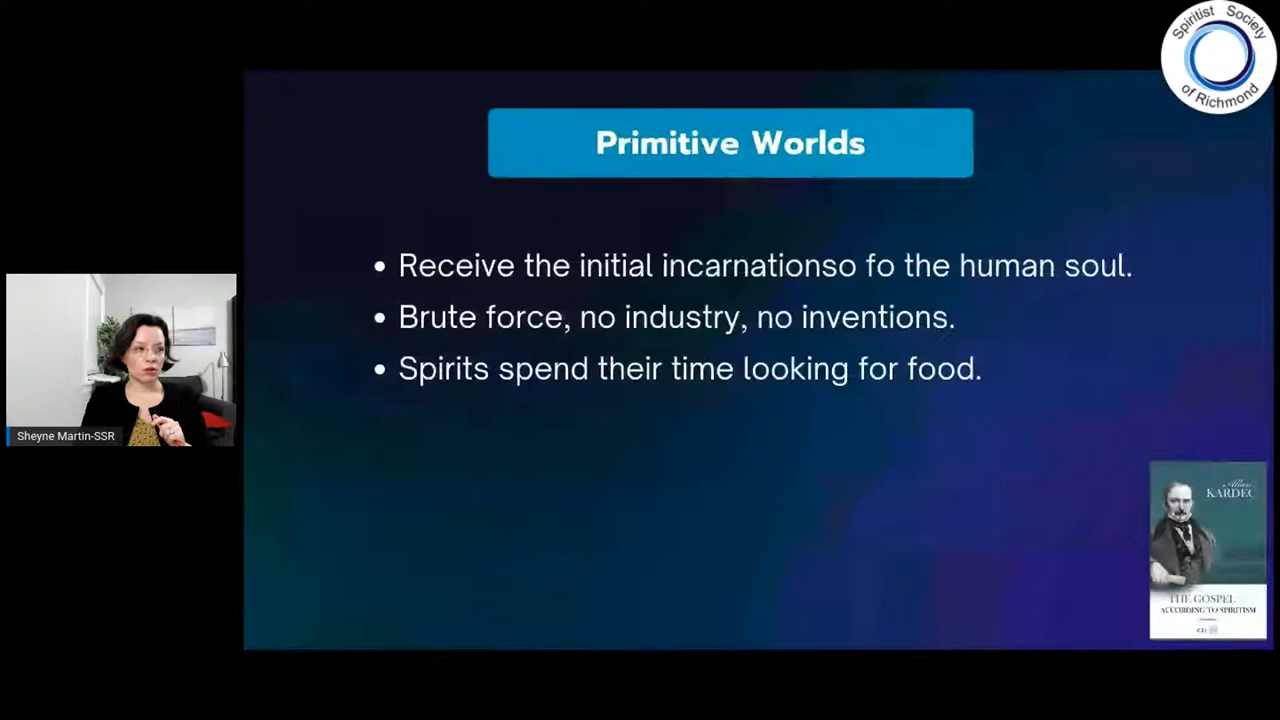 Spiritist Society
of Richmond
Primitive Worlds
• Receive the initial incarnationso fo the human soul.
• Brute force, no industry, no inventions.
• Spirits spend their time looking for food.
Sheyne Martin-SSR
Allan
KARDEC
THE GOSPEL
ACCORDING TO SPIRITISM